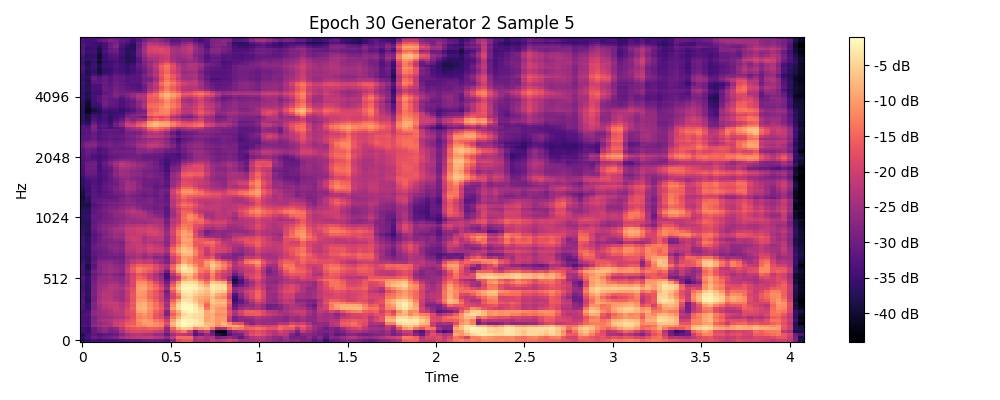 Epoch 30 Generator 2 Sample 5
Hz
4096
2048
1024
512
0
0 0.5 1 1.5 2 2.5 3 3.5 4
Time
-5 dB
-10 dB
-15 dB
-20 dB
-25 dB
-30 dB
-35 dB
-40 dB